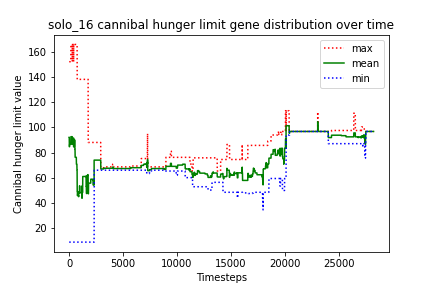 solo_16 cannibal hunger limit gene distribution over time
Cannibal hunger limit value
160
140
120
100
80
60
40
20
max
mean
min
0
5000
10000
15000
20000
25000
Timesteps